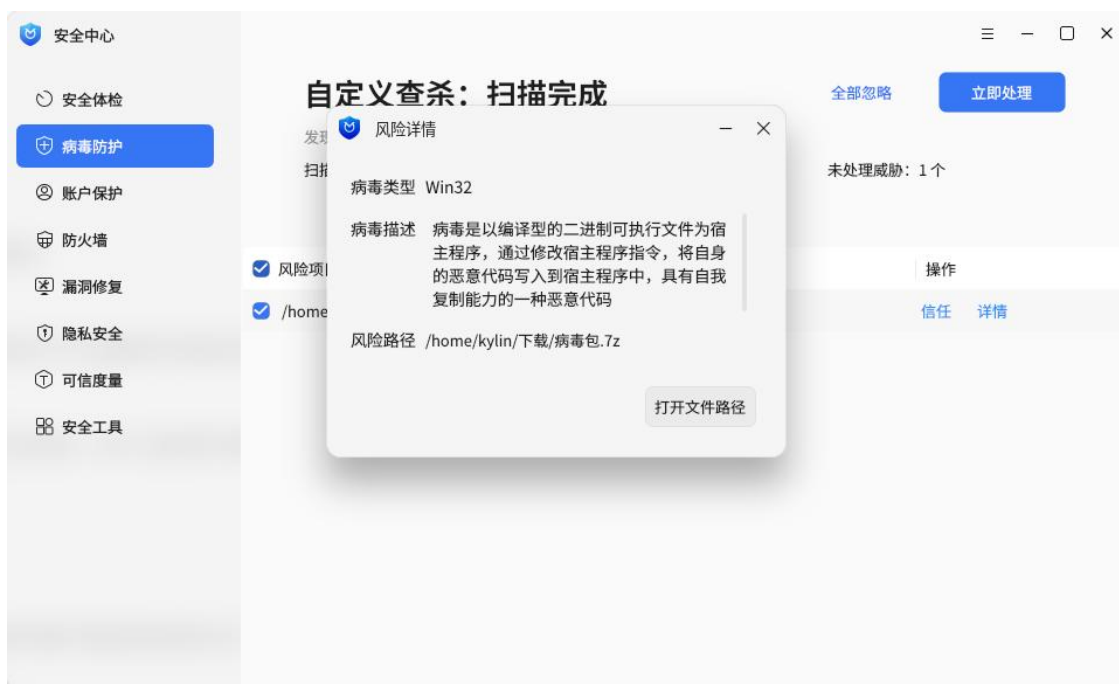 安全中心
安全体检
病毒防护
账户保护
防火墙
漏洞修复
隐私安全
可信度量
安全工具
自定义查杀：扫描完成
全部忽略
立即处理
发现
扫描
未处理威胁：1个
风险项目
操作
/home
信任 详情
风险详情
病毒类型 Win32
病毒描述 病毒是以编译型的二进制可执行文件为宿
主程序，通过修改宿主程序指令，将自身
的恶意代码写入到宿主程序中，具有自我
复制能力的一种恶意代码
风险路径 /home/kylin/下载/病毒包.7z
打开文件路径